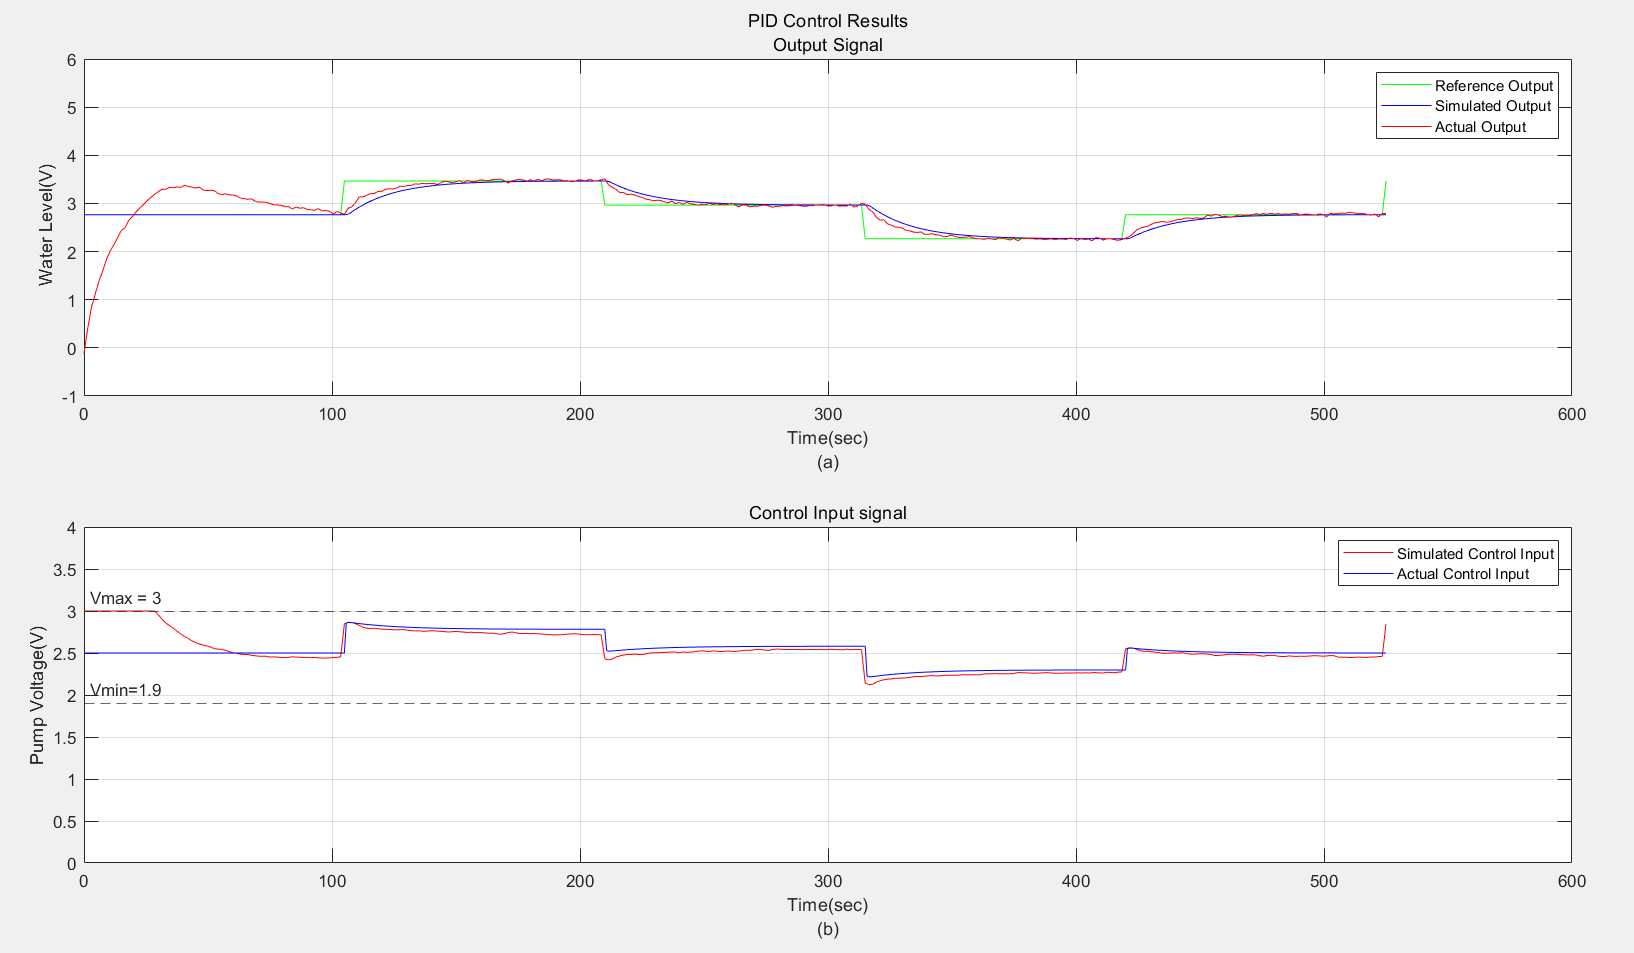 PID Control Results
Output Signal
6
5
4
3
2
1
0
-1
Water Level(V)
Reference Output
Simulated Output
Actual Output
0 100 200 300 400 500 600
Time(sec)
(a)
Control Input signal
4
3.5
3
2.5
2
1.5
1
0.5
0
Pump Voltage(V)
Vmax = 3
Vmin=1.9
Simulated Control Input
Actual Control Input
0 100 200 300 400 500 600
Time(sec)
(b)